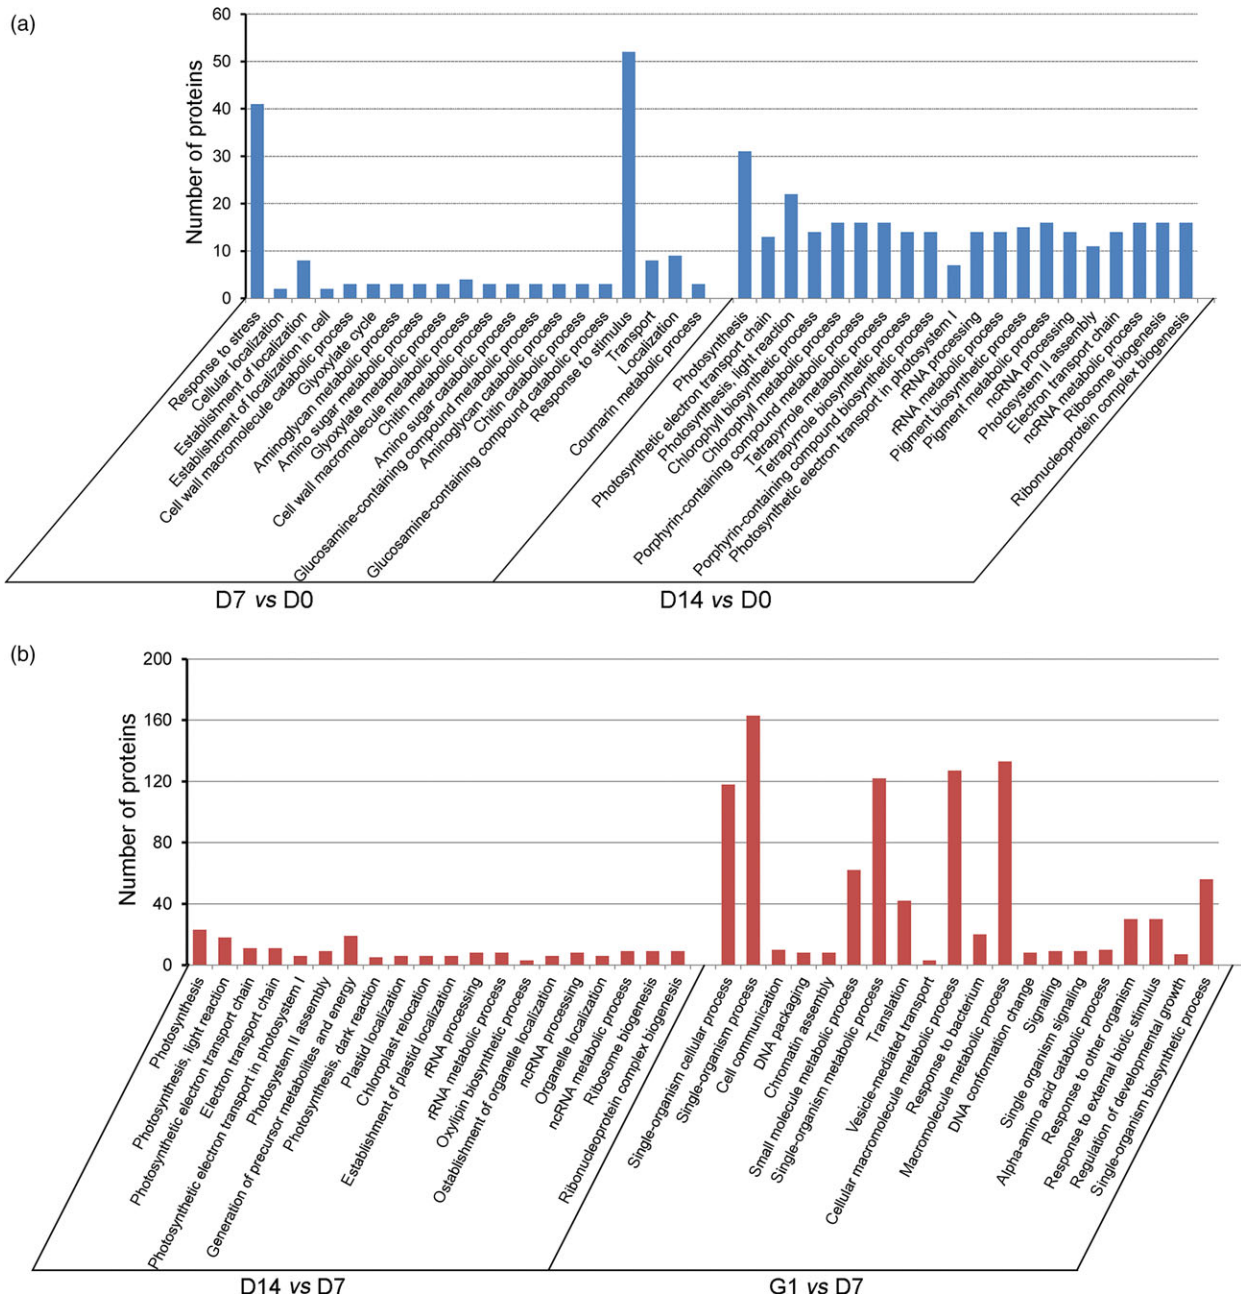 (a)
Number of proteins
60
50
40
30
20
10
0
Response to stress
Cellular localization
Establishment of localization
Establishment of localization in cell
Cell wall macromolecule catabolic process
Glyoxylate cycle
Aminoglycan metabolic process
Amino sugar metabolic process
Glyoxylate metabolic process
Cell wall macromolecule metabolic process
Chitin metabolic process
Amino sugar catabolic process
Glucosamine-containing compound metabolic process
Aminoglycan catabolic process
Chitin catabolic process
Glucosamine-containing compound catabolic process
Response to stimulus
Transport
Localization
Coumarin metabolic process
Photosynthesis
Photosynthetic electron transport chain
Photosynthesis, light reaction
Chlorophyll biosynthetic process
Chlorophyll metabolic process
Porphyrin-containing compound metabolic process
Tetrapyrrole metabolic process
Tetrapyrrole biosynthetic process
Porphyrin-containing compound biosynthetic process
Photosynthetic electron transport in photosystem I
rRNA processing
rRNA metabolic process
Pigment biosynthetic process
Pigment metabolic process
ncRNA processing
Photosystem II assembly
Electron transport chain
ncRNA metabolic process
Ribosome biogenesis
Ribonucleoprotein complex biogenesis
D7 vs D0
D14 vs D0
(b)
Number of proteins
200
160
120
80
40
0
Photosynthesis
Photosynthesis, light reaction
Photosynthetic electron transport chain
Electron transport chain
Photosynthetic electron transport in photosystem I
Photosystem II assembly
Generation of precursor metabolites and energy
Photosynthesis, dark reaction
Plastid localization
Chloroplast relocation
Establishment of plastid localization
rRNA processing
rRNA metabolic process
Oxylipin biosynthetic process
Ostablishment of organelle localization
ncRNA processing
Organelle localization
ncRNA metabolic process
Ribosome biogenesis
Ribonucleoprotein complex biogenesis
Single-organism cellular process
Single-organism process
Cell communication
DNA packaging
Chromatin assembly
Small molecule metabolic process
Single-organism metabolic process
Translation
Vesicle-mediated transport
Cellular macromolecule metabolic process
Response to bacterium
Macromolecule metabolic process
DNA conformation change
Signaling
Single organism signaling
Alpha-amino acid catabolic process
Response to other organism
Response to external biotic stimulus
Regulation of developmental growth
Single-organism biosynthetic process
D14 vs D7
G1 vs D7